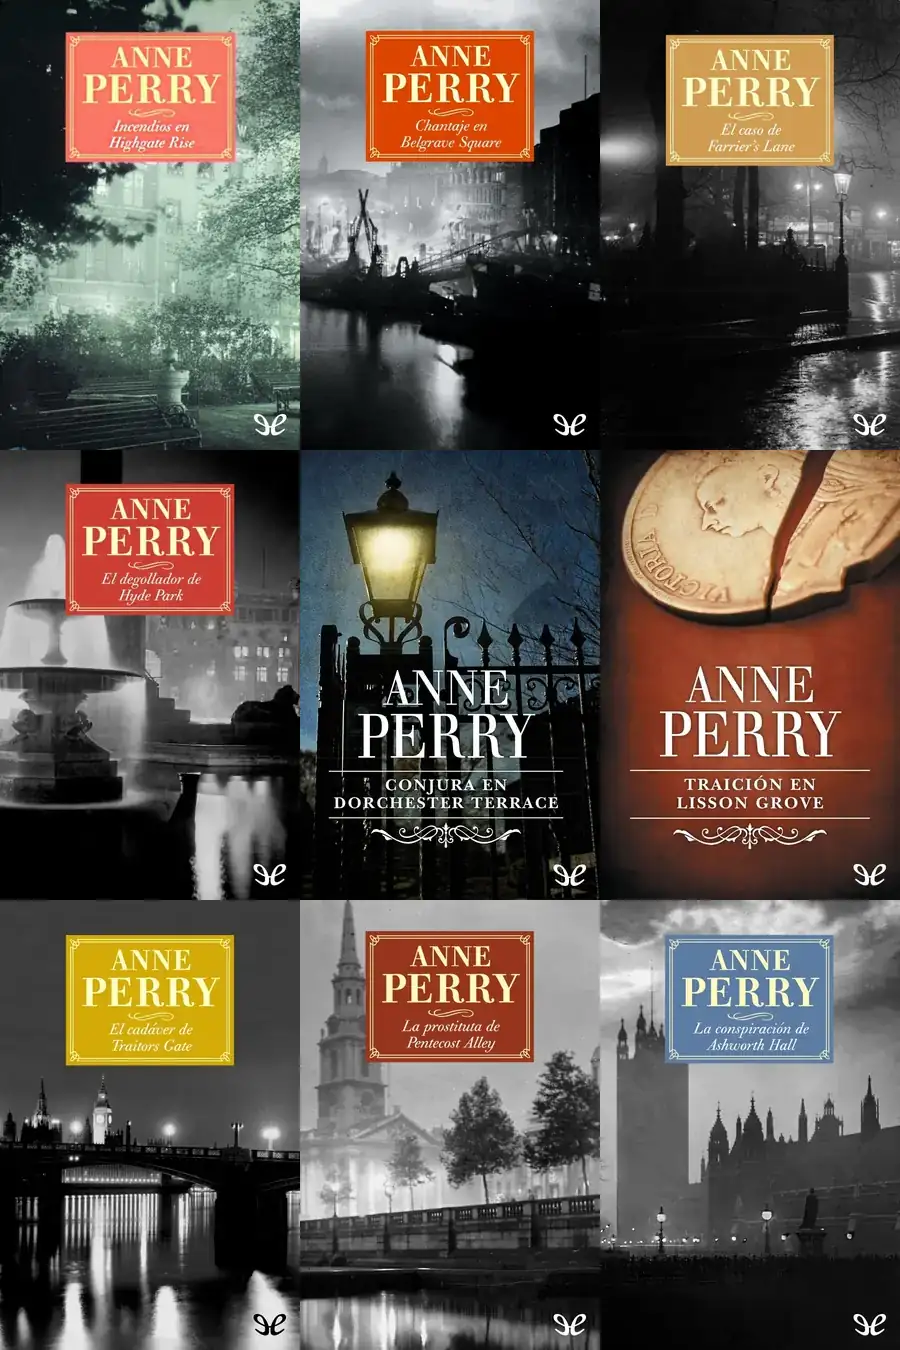 ANNE
PERRY
Incendios en
Highgate Rise
ANNE
PERRY
Chantaje en
Belgrave Square
ANNE
PERRY
El caso de
Farrier's Lane
ANNE
PERRY
El degollador de
Hyde Park
ANNE
PERRY
CONJURA EN
DORCHESTER TERRACE
VICTORIA
ANNE
PERRY
TRAICIÓN EN
LISSON GROVE
ANNE
PERRY
El cadáver de
Traitors Gate
ANNE
PERRY
La prostituta de
Pentecost Alley
ANNE
PERRY
La conspiración de
Ashworth Hall